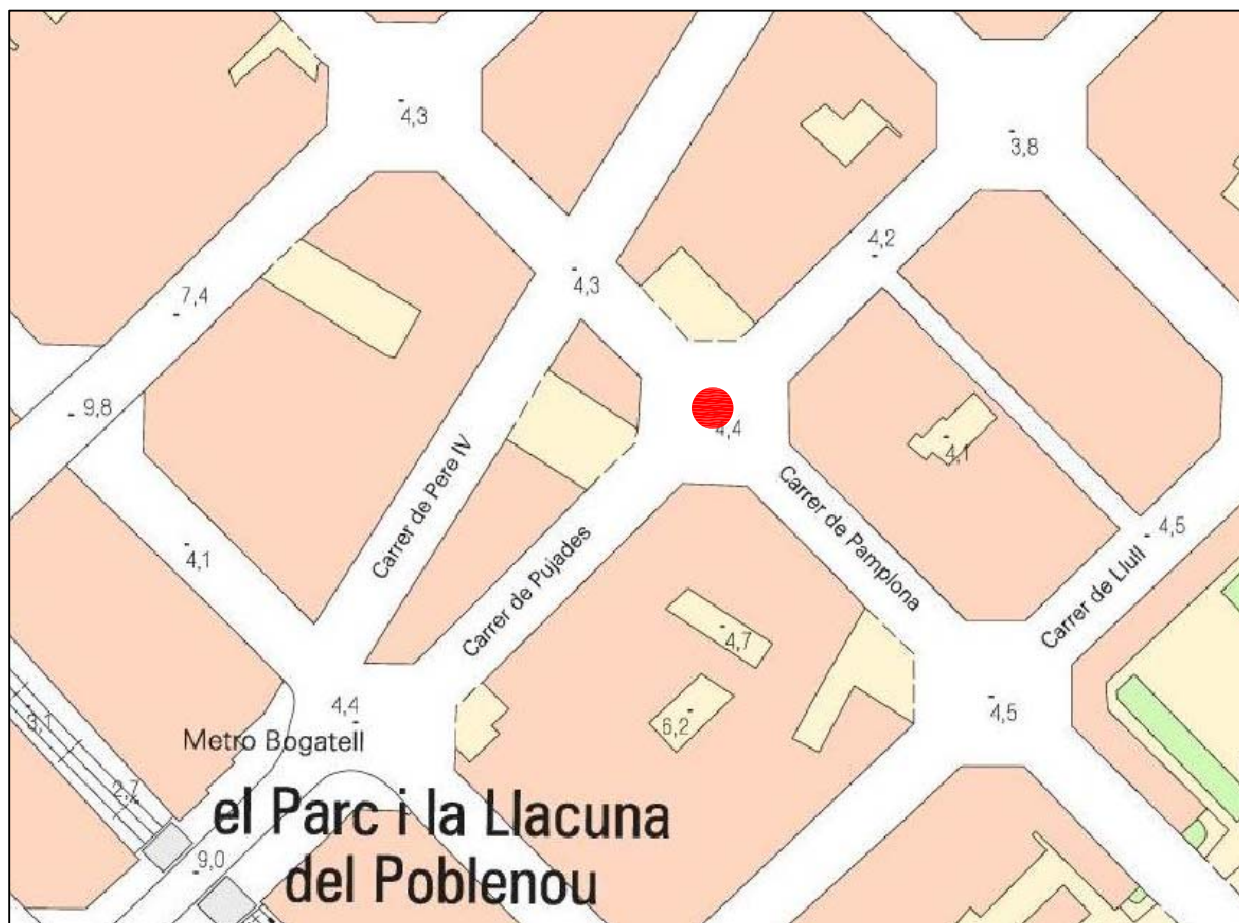 4,3
3,8
4,2
4,3
7,4
9,8
4,4
4,1
Carrer de Pere IV
Carrer de Pujades
Carrer de Pamplona
Carrer de Llull
4,5
4,1
4,7
6,2
4,5
4,4
Metro Bogatell
3,1
2,7
9,0
el Parc i la Llacuna
del Poblenou